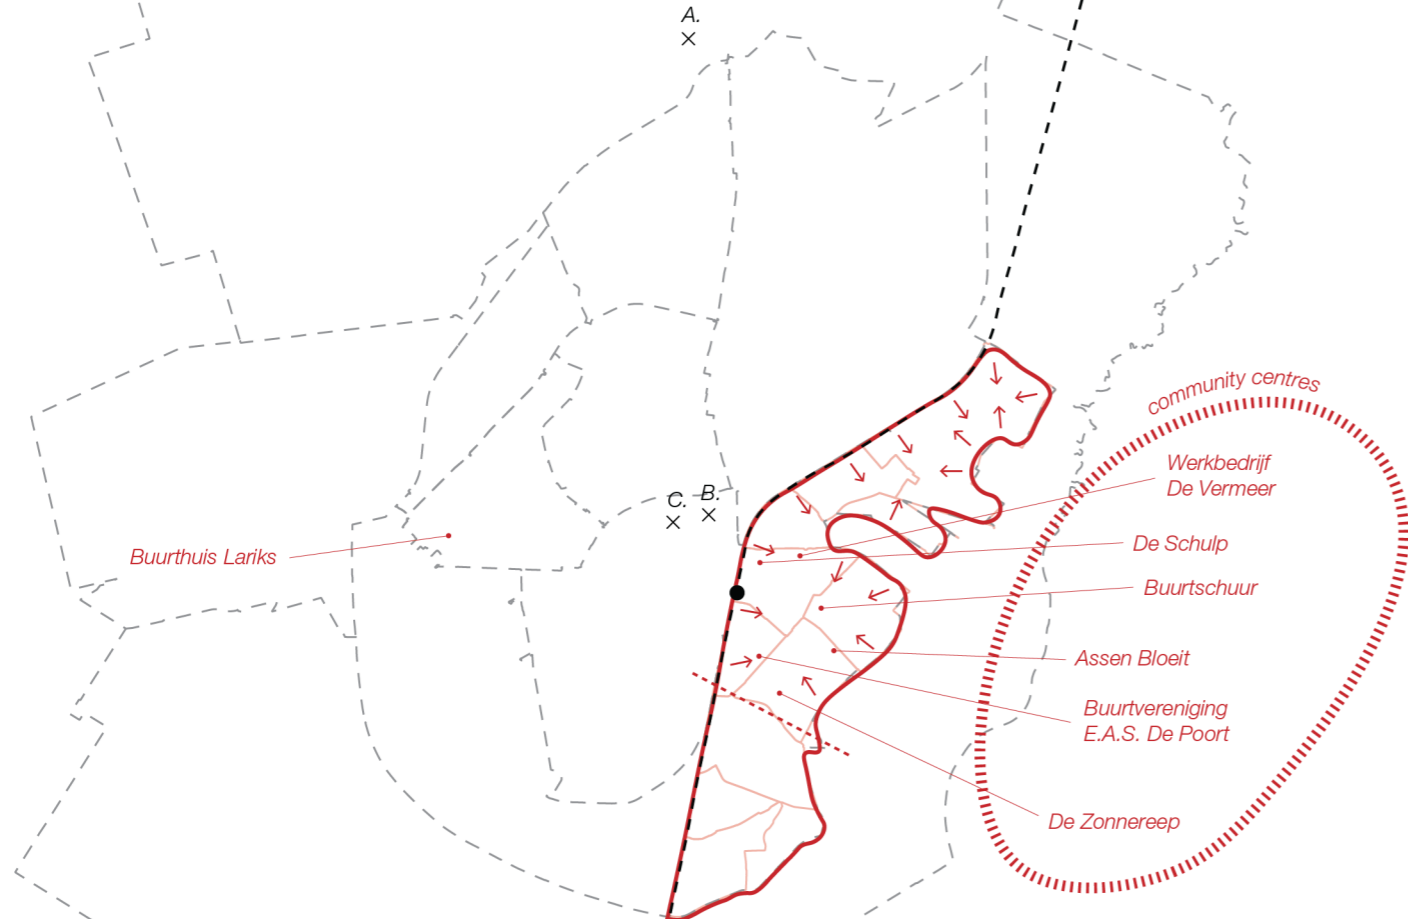 A.
community centres
Werkbedrijf
De Vermeer
C.
B.
De Schulp
Buurthuis Lariks
Buurtschuur
Assen Bloeit
Buurtvereniging
E.A.S. De Poort
De Zonnereep